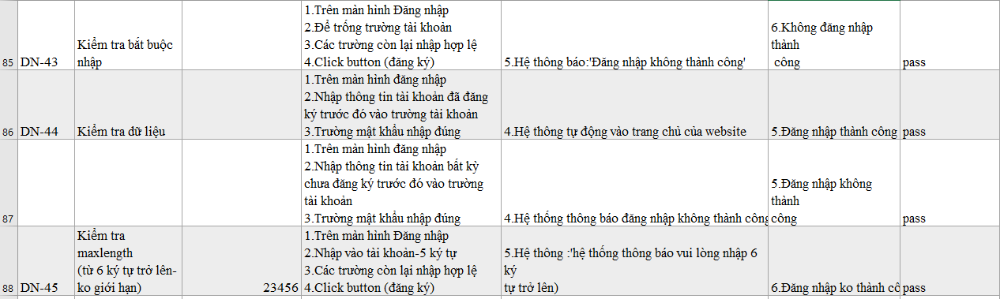 85
DN-43
Kiểm tra bắt buộc
nhập
1.Trên màn hình Đăng nhập
2.Để trống trường tài khoản
3.Các trường còn lại nhập hợp lệ
4.Click button (đăng ký)
5.Hệ thông báo:'Đăng nhập không thành công'
6.Không đăng nhập
thành
công
pass
86
DN-44
Kiểm tra dữ liệu
1.Trên màn hình đăng nhập
2.Nhập thông tin tài khoản đã đăng
ký trước đó vào trường tài khoản
3.Trường mật khẩu nhập đúng
4.Hệ thông tự động vào trang chủ của website
5.Đăng nhập thành công
pass
87
1.Trên màn hình đăng nhập
2.Nhập thông tin tài khoản bất kỳ
chưa đăng ký trước đó vào trường
tài khoản
3.Trường mật khẩu nhập đúng
4.Hệ thống thông báo đăng nhập không thành công
5.Đăng nhập không
thành
công
pass
88
DN-45
Kiểm tra
maxlength
(từ 6 ký tự trở lên-
ko giới hạn)
23456
1.Trên màn hình Đăng nhập
2.Nhập vào tài khoản-5 ký tự
3.Các trường còn lại nhập hợp lệ
4.Click button (đăng ký)
5.Hệ thông :'hệ thống thông báo vui lòng nhập 6
ký
tự trở lên)
6.Đăng nhập ko thành cô
pass